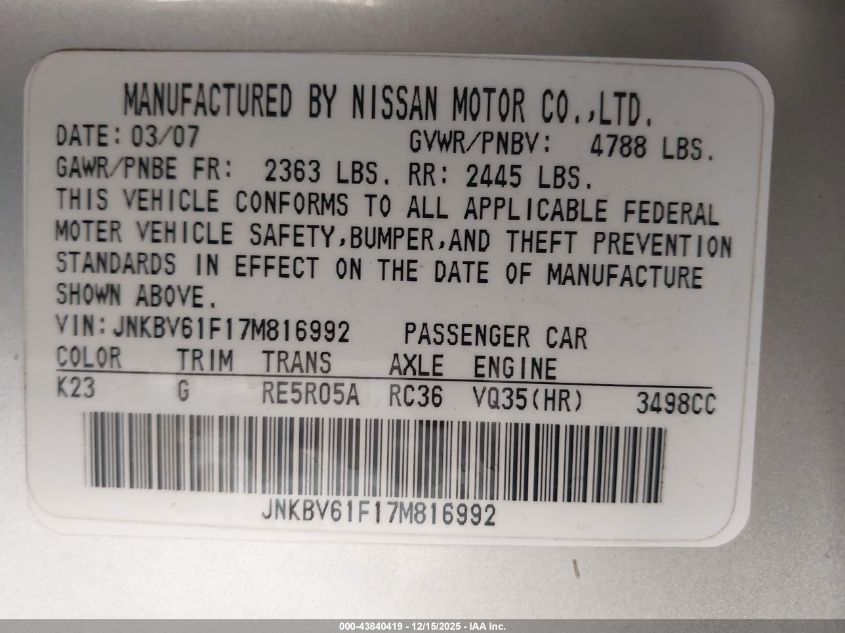 MANUFACTURED BY NISSAN MOTOR CO.,LTD.
DATE: 03/07 GVWR/PNBV: 4788 LBS.
GAWR/PNBE FR: 2363 LBS. RR: 2445 LBS.
THIS VEHICLE CONFORMS TO ALL APPLICABLE FEDERAL
MOTER VEHICLE SAFETY,BUMPER,AND THEFT PREVENTION
STANDARDS IN EFFECT ON THE DATE OF MANUFACTURE
SHOWN ABOVE.
VIN: JNKBV61F17M816992 PASSENGER CAR
COLOR TRIM TRANS AXLE ENGINE
K23 G RE5R05A RC36 VQ35(HR) 3498CC
JNKBV61F17M816992
000-43840419 - 12/15/2025 - IAA Inc.